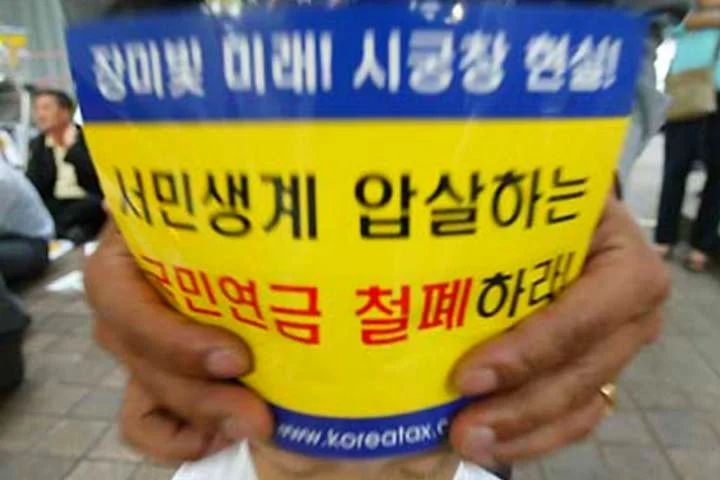 장미빛 미래! 시궁창 현실!
서민생계 압살하는
국민연금 철폐하라!
www.koreatax.